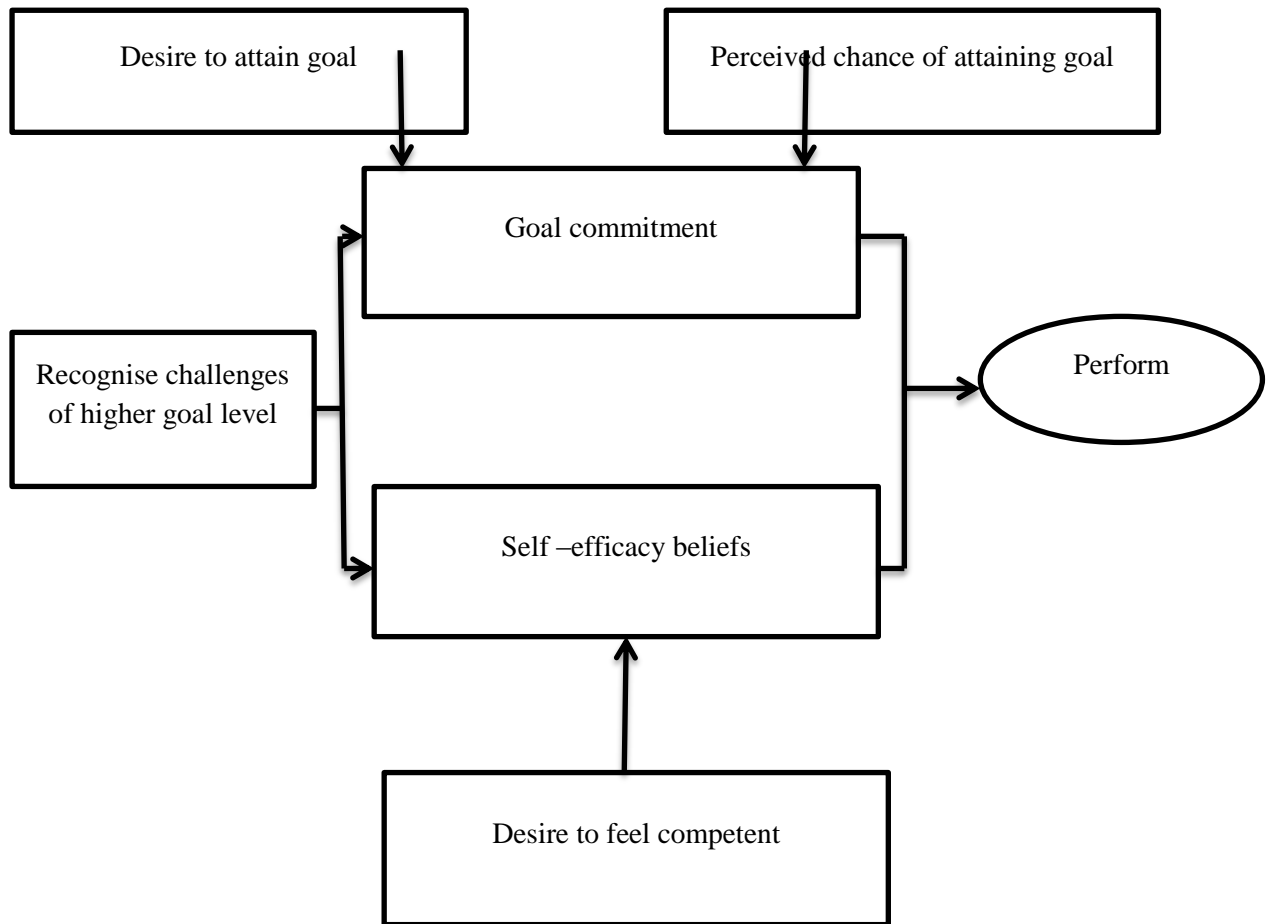 Desire to attain goal
Perceived chance of attaining goal
Goal commitment
Recognise challenges
of higher goal level
Perform
Self –efficacy beliefs
Desire to feel competent